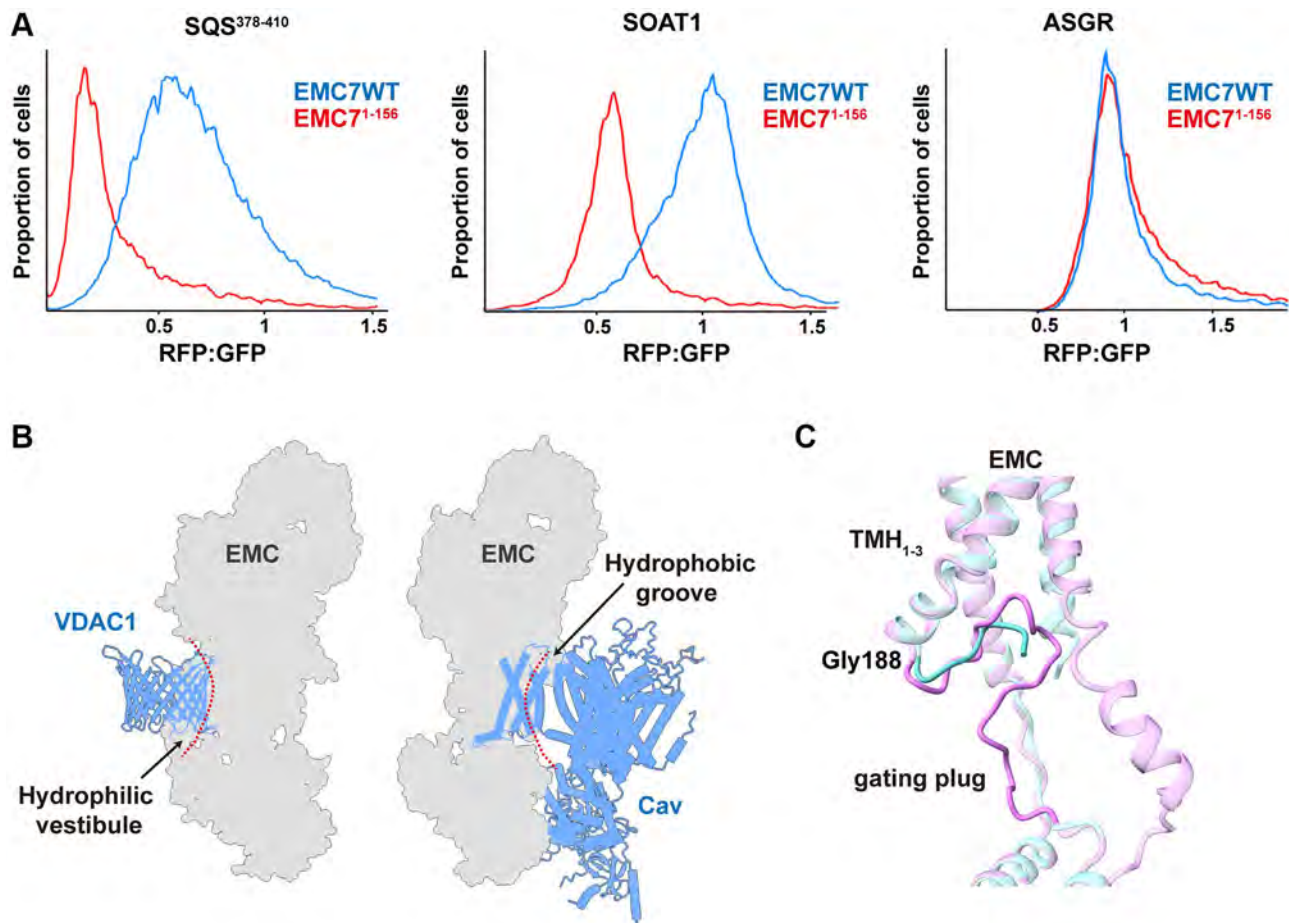 A
SQS³⁷⁸⁻⁴¹⁰
EMC7WT
EMC7¹⁻¹⁵⁶
Proportion of cells
0.5
1
1.5
RFP:GFP
SOAT1
EMC7WT
EMC7¹⁻¹⁵⁶
Proportion of cells
0.5
1
1.5
RFP:GFP
ASGR
EMC7WT
EMC7¹⁻¹⁵⁶
Proportion of cells
0.5
1
1.5
RFP:GFP
B
EMC
VDAC1
Hydrophilic
vestibule
EMC
Hydrophobic
groove
Cav
C
EMC
TMH₁₋₃
Gly188
gating plug